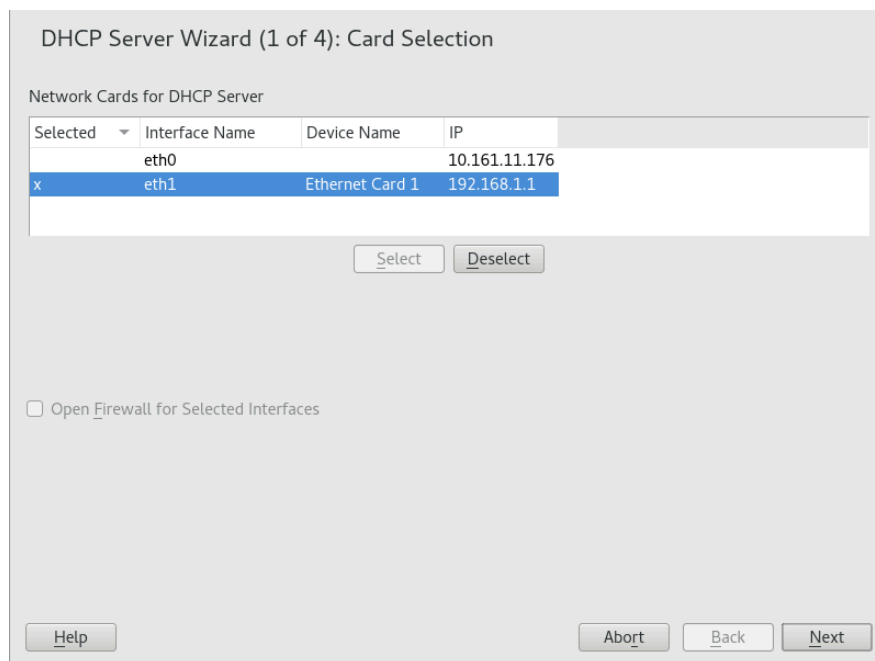 DHCP Server Wizard (1 of 4): Card Selection
Network Cards for DHCP Server
Selected Interface Name Device Name IP
eth0 10.161.11.176
x eth1 Ethernet Card 1 192.168.1.1
Select Deselect
Open Firewall for Selected Interfaces
Help Abort Back Next